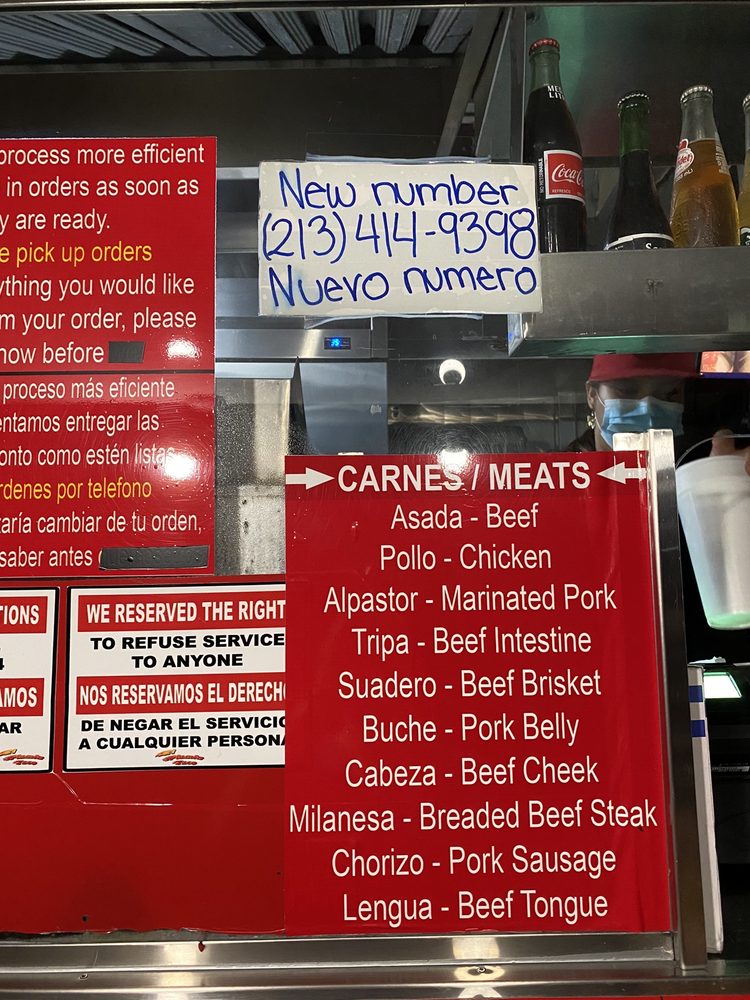 process more efficient
in orders as soon as
y are ready.
e pick up orders
ything you would like
m your order, please
now before
proceso más eficiente
entamos entregar las
onto como estén listas
rdenes por telefono
taría cambiar de tu orden,
saber antes
New number
(213) 414-9398
Nuevo numero
Coca-Cola
CARNES / MEATS
Asada - Beef
Pollo - Chicken
Alpastor - Marinated Pork
Tripa - Beef Intestine
Suadero - Beef Brisket
Buche - Pork Belly
Cabeza - Beef Cheek
Milanesa - Breaded Beef Steak
Chorizo - Pork Sausage
Lengua - Beef Tongue
IONS
4
AMOS
AR
WE RESERVED THE RIGHT
TO REFUSE SERVICE
TO ANYONE
NOS RESERVAMOS EL DERECH
DE NEGAR EL SERVICIO
A CUALQUIER PERSONA